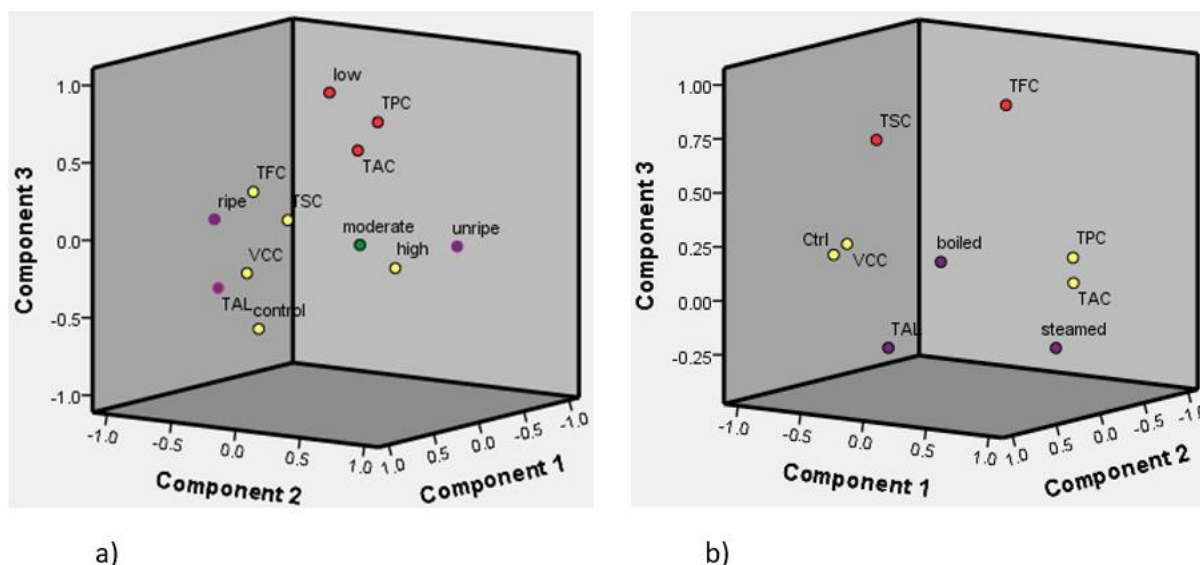 low
TPC
TAC
TFC
ripe
TSC
moderate
unripe
high
VCC
TAL
control
1.0
0.5
0.0
-0.5
-1.0
Component 3
-1.0
-0.5
0.0
0.5
1.0
Component 2
1.0
0.5
0.0
-0.5
-1.0
Component 1
a)
TFC
TSC
Ctrl
VCC
boiled
TPC
TAC
TAL
steamed
1.00
0.75
0.50
0.25
0.00
-0.25
Component 3
-1.0
-0.5
0.0
0.5
1.0
Component 1
1.0
0.5
0.0
-0.5
Component 2
b)